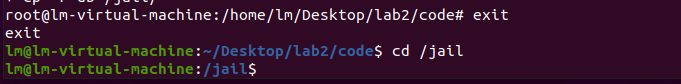 root@lm-virtual-machine:/home/lm/Desktop/lab2/code# exit
exit
lm@lm-virtual-machine:~/Desktop/lab2/code$ cd /jail
lm@lm-virtual-machine:/jail$